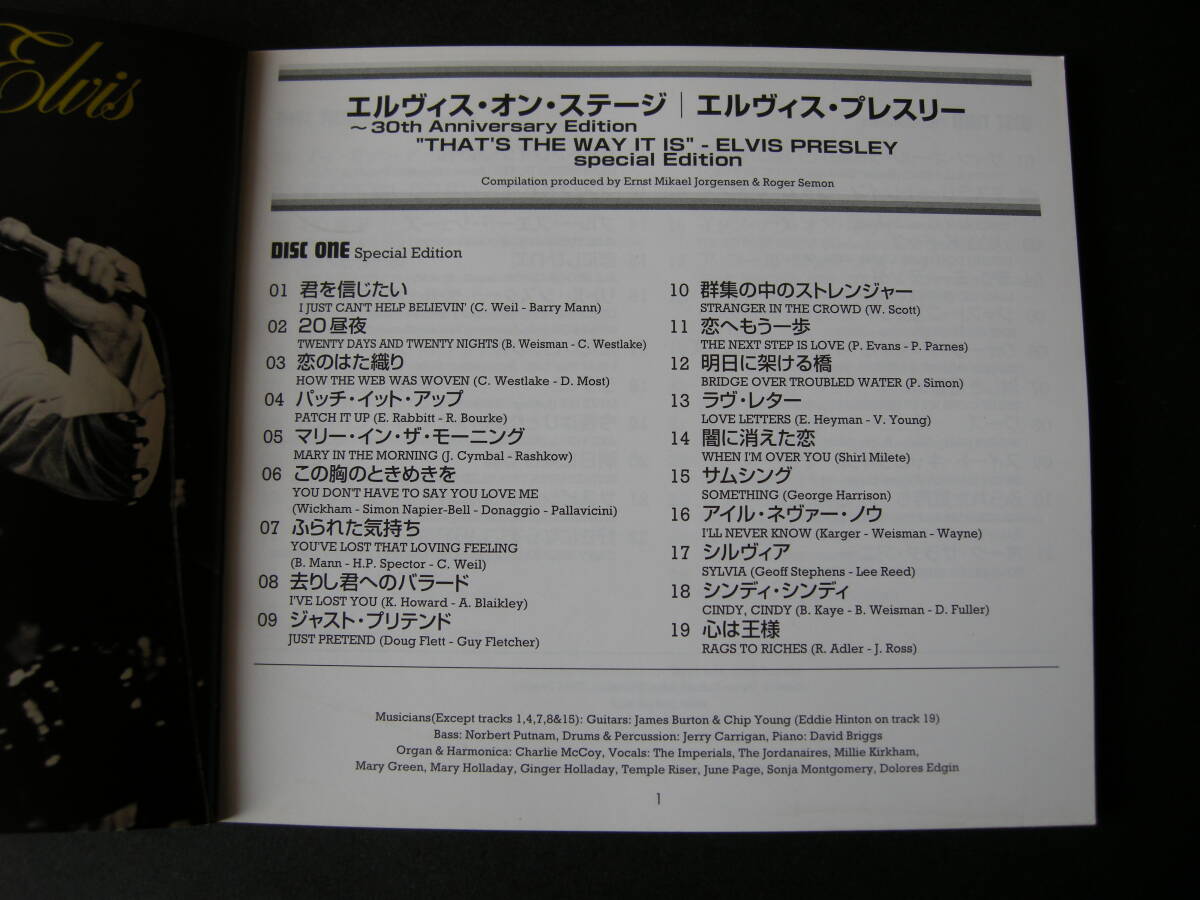 Elvis
エルヴィス・オン・ステージ｜エルヴィス・プレスリー
～30th Anniversary Edition
"THAT'S THE WAY IT IS" - ELVIS PRESLEY
special Edition
Compilation produced by Ernst Mikael Jorgensen & Roger Semon
DISC ONE Special Edition
01 君を信じたい
I JUST CAN'T HELP BELIEVIN' (C. Weil - Barry Mann)
02 20昼夜
TWENTY DAYS AND TWENTY NIGHTS (B. Weisman - C. Westlake)
03 恋のはた織り
HOW THE WEB WAS WOVEN (C. Westlake - D. Most)
04 パッチ・イット・アップ
PATCH IT UP (E. Rabbitt - R. Bourke)
05 マリー・イン・ザ・モーニング
MARY IN THE MORNING (J. Cymbal - Rashkow)
06 この胸のときめきを
YOU DON'T HAVE TO SAY YOU LOVE ME
(Wickham - Simon Napier-Bell - Donaggio - Pallavicini)
07 ふられた気持ち
YOU'VE LOST THAT LOVING FEELING
(B. Mann - H.P. Spector - C. Weil)
08 去りし君へのバラード
I'VE LOST YOU (K. Howard - A. Blaikley)
09 ジャスト・プリテンド
JUST PRETEND (Doug Flett - Guy Fletcher)
10 群集の中のストレンジャー
STRANGER IN THE CROWD (W. Scott)
11 恋へもう一歩
THE NEXT STEP IS LOVE (P. Evans - P. Parnes)
12 明日に架ける橋
BRIDGE OVER TROUBLED WATER (P. Simon)
13 ラヴ・レター
LOVE LETTERS (E. Heyman - V. Young)
14 闇に消えた恋
WHEN I'M OVER YOU (Shirl Milete)
15 サムシング
SOMETHING (George Harrison)
16 アイル・ネヴァー・ノウ
I'LL NEVER KNOW (Karger - Weisman - Wayne)
17 シルヴィア
SYLVIA (Geoff Stephens - Lee Reed)
18 シンディ・シンディ
CINDY, CINDY (B. Kaye - B. Weisman - D. Fuller)
19 心は王様
RAGS TO RICHES (R. Adler - J. Ross)
Musicians(Except tracks 1,4,7,8&15): Guitars: James Burton & Chip Young (Eddie Hinton on track 19)
Bass: Norbert Putnam, Drums & Percussion: Jerry Carrigan, Piano: David Briggs
Organ & Harmonica: Charlie McCoy, Vocals: The Imperials, The Jordanaires, Millie Kirkham,
Mary Green, Mary Holladay, Ginger Holladay, Temple Riser, June Page, Sonja Montgomery, Dolores Edgin
1